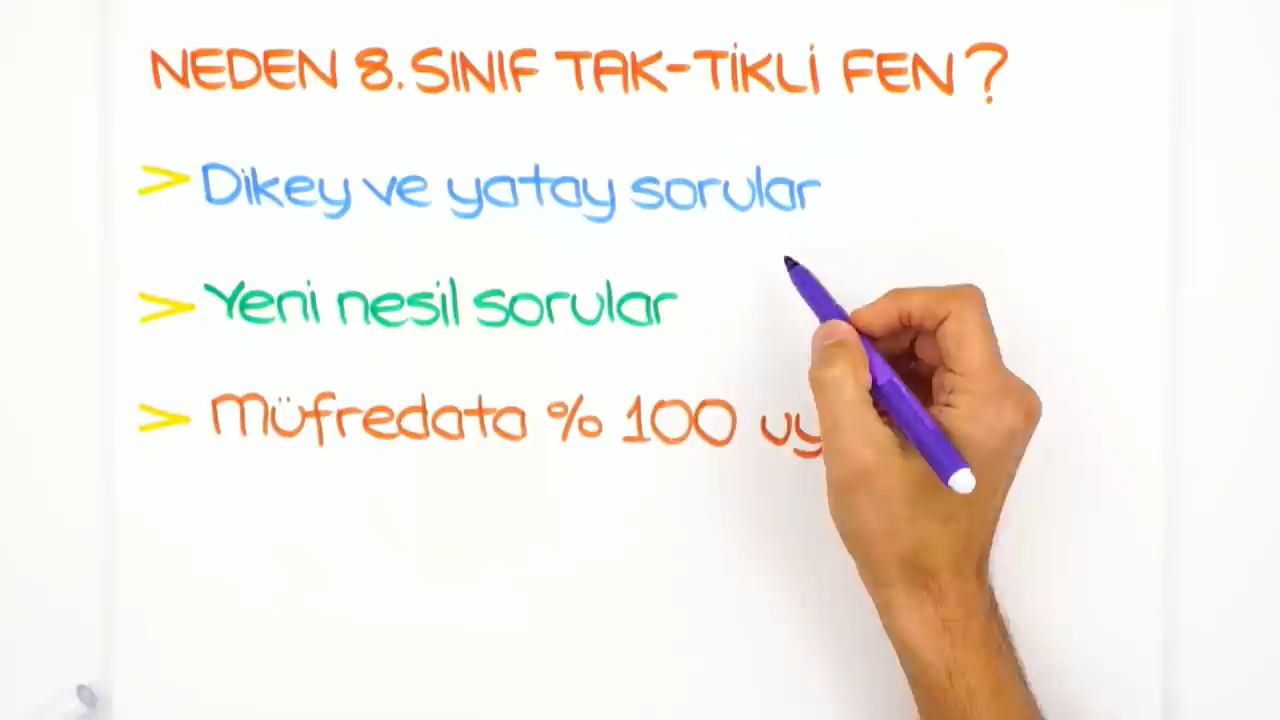 NEDEN 8. SINIF TAK-TİKLİ FEN?
> Dikey ve yatay sorular
> Yeni nesil sorular
> Müfredata % 100